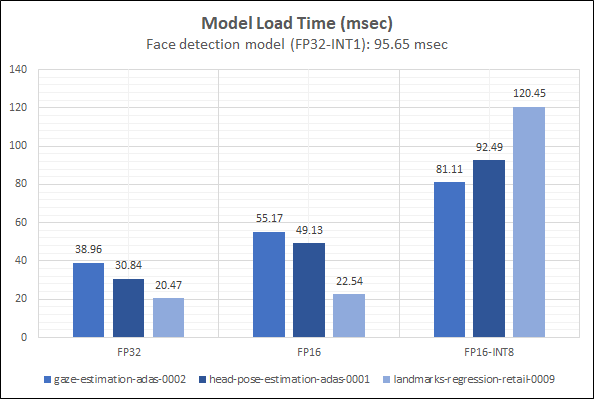 Model Load Time (msec)
Face detection model (FP32-INT1): 95.65 msec
140
120
100
80
60
40
20
0
38.96
30.84
20.47
55.17
49.13
22.54
81.11
92.49
120.45
FP32
FP16
FP16-INT8
gaze-estimation-adas-0002
head-pose-estimation-adas-0001
landmarks-regression-retail-0009